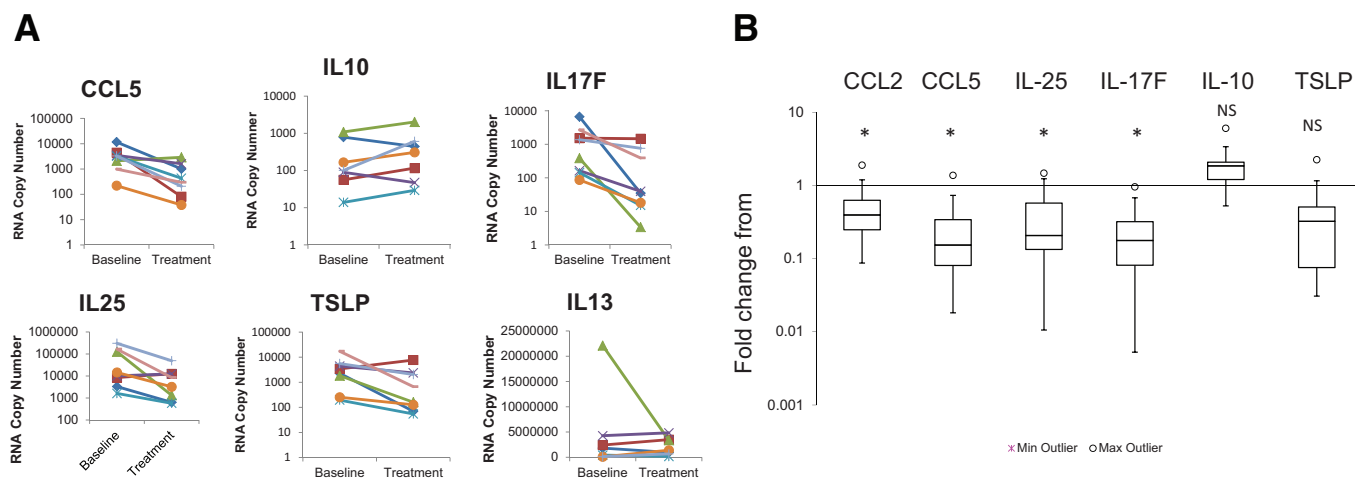 A
B
CCL5
RNA Copy Number
100000
10000
1000
100
10
1
Baseline Treatment
IL10
RNA Copy Numner
10000
1000
100
10
1
Baseline Treatment
IL17F
RNA Copy Number
10000
1000
100
10
1
Baseline Treatment
IL25
RNA Copy Number
1000000
100000
10000
1000
100
Baseline Treatment
TSLP
RNA Copy Number
100000
10000
1000
100
10
1
Baseline Treatment
IL13
RNA Copy Number
25000000
20000000
15000000
10000000
5000000
0
Baseline Treatment
CCL2 CCL5 IL-25 IL-17F IL-10 TSLP
Fold change from
10
1
0.1
0.01
0.001
* * * * NS NS
Min Outlier Max Outlier